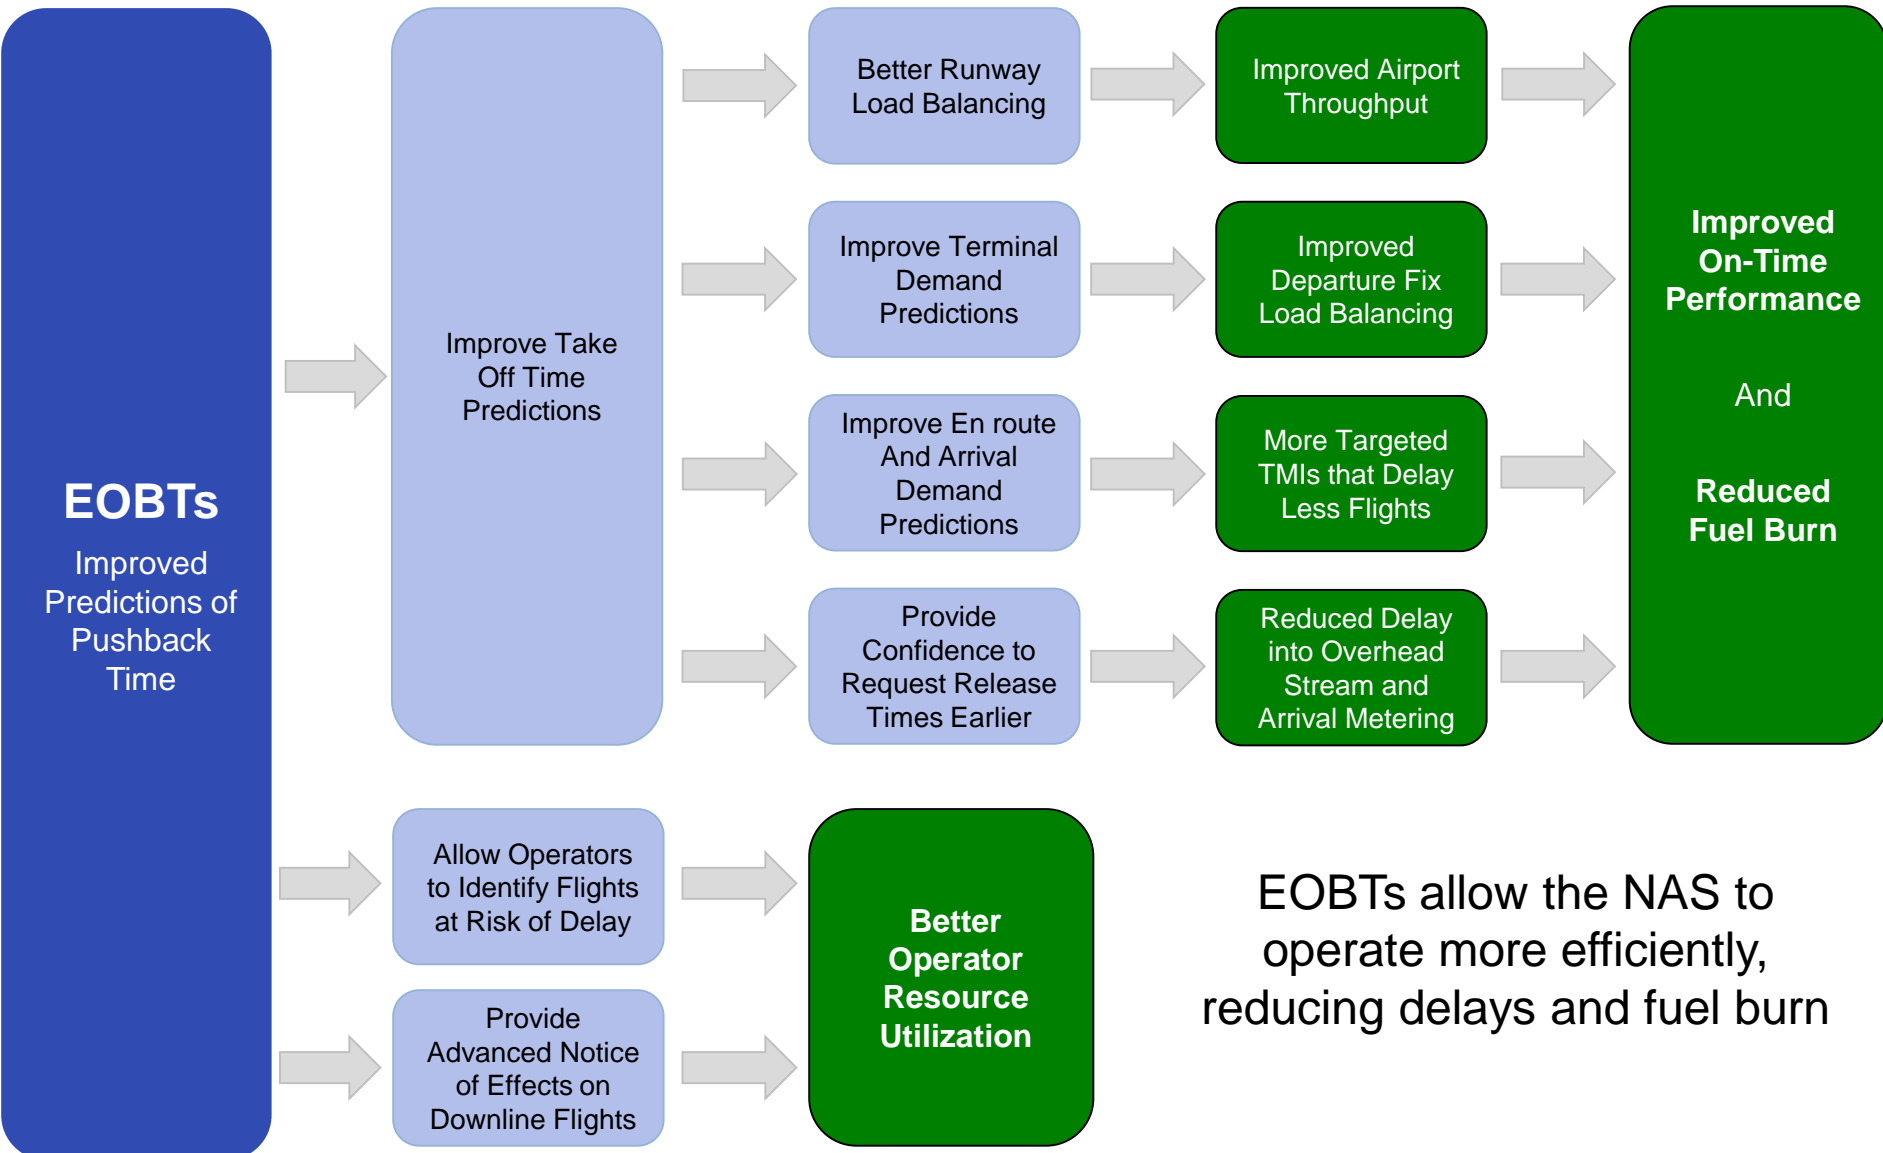 EOBTs
Improved
Predictions of
Pushback
Time
Improve Take
Off Time
Predictions
Better Runway
Load Balancing
Improved Airport
Throughput
Improve Terminal
Demand
Predictions
Improved
Departure Fix
Load Balancing
Improve En route
And Arrival
Demand
Predictions
More Targeted
TMIs that Delay
Less Flights
Provide
Confidence to
Request Release
Times Earlier
Reduced Delay
into Overhead
Stream and
Arrival Metering
Improved
On-Time
Performance
And
Reduced
Fuel Burn
Allow Operators
to Identify Flights
at Risk of Delay
Provide
Advanced Notice
of Effects on
Downline Flights
Better
Operator
Resource
Utilization
EOBTs allow the NAS to
operate more efficiently,
reducing delays and fuel burn